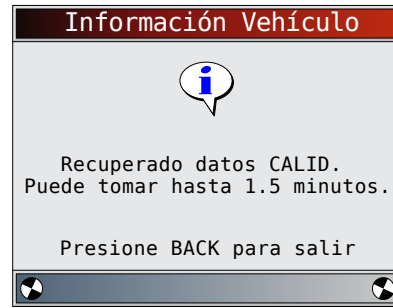 Información Vehículo
Recuperado datos CALID.
Puede tomar hasta 1.5 minutos.
Presione BACK para salir